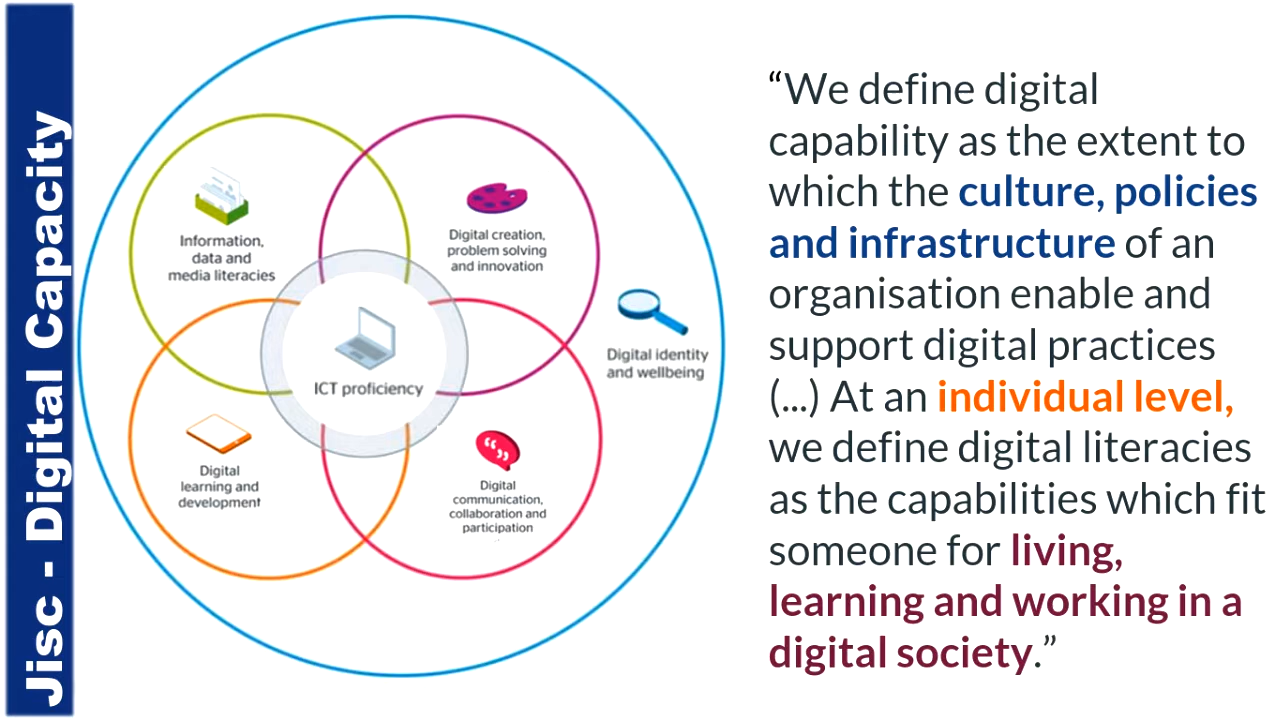 Jisc - Digital Capacity
Information,
data and
media literacies
Digital creation,
problem solving
and innovation
ICT proficiency
Digital identity
and wellbeing
Digital
learning and
development
Digital
communication,
collaboration and
participation
“We define digital
capability as the extent to
which the culture, policies
and infrastructure of an
organisation enable and
support digital practices
(...) At an individual level,
we define digital literacies
as the capabilities which fit
someone for living,
learning and working in a
digital society.”